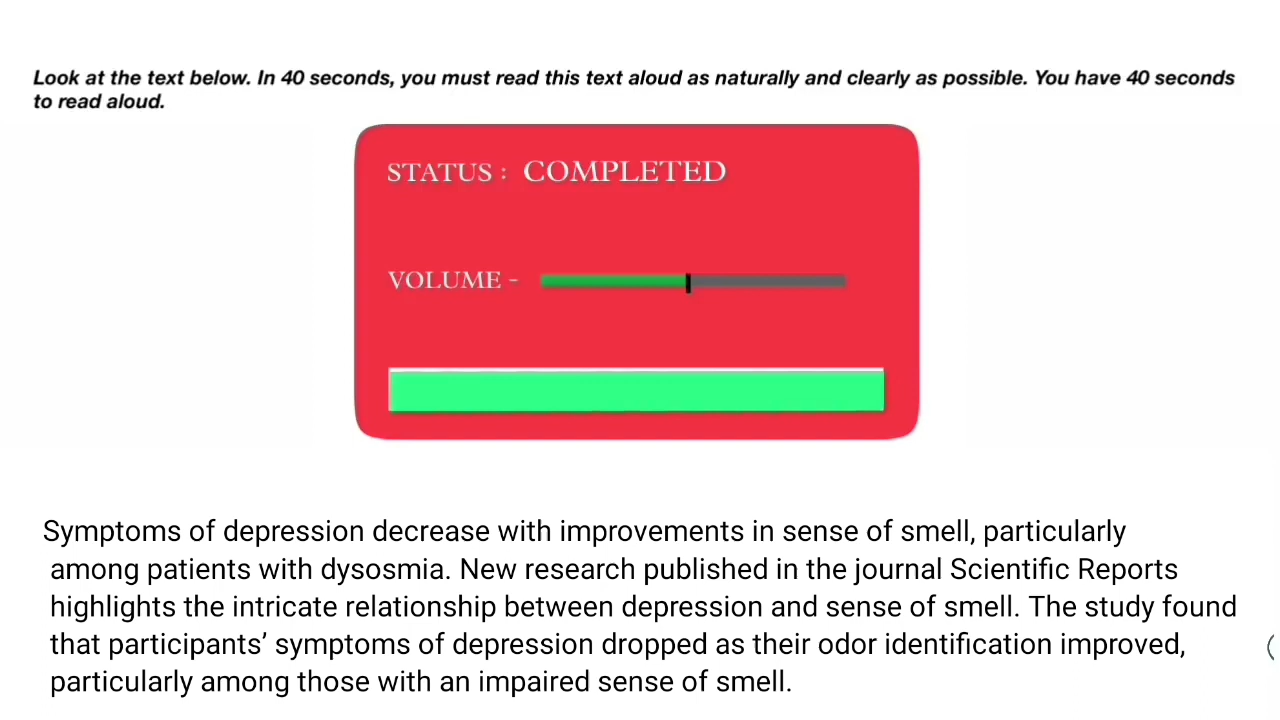 Look at the text below. In 40 seconds, you must read this text aloud as naturally and clearly as possible. You have 40 seconds
to read aloud.
STATUS : COMPLETED
VOLUME -
Symptoms of depression decrease with improvements in sense of smell, particularly
among patients with dysosmia. New research published in the journal Scientific Reports
highlights the intricate relationship between depression and sense of smell. The study found
that participants’ symptoms of depression dropped as their odor identification improved,
particularly among those with an impaired sense of smell.